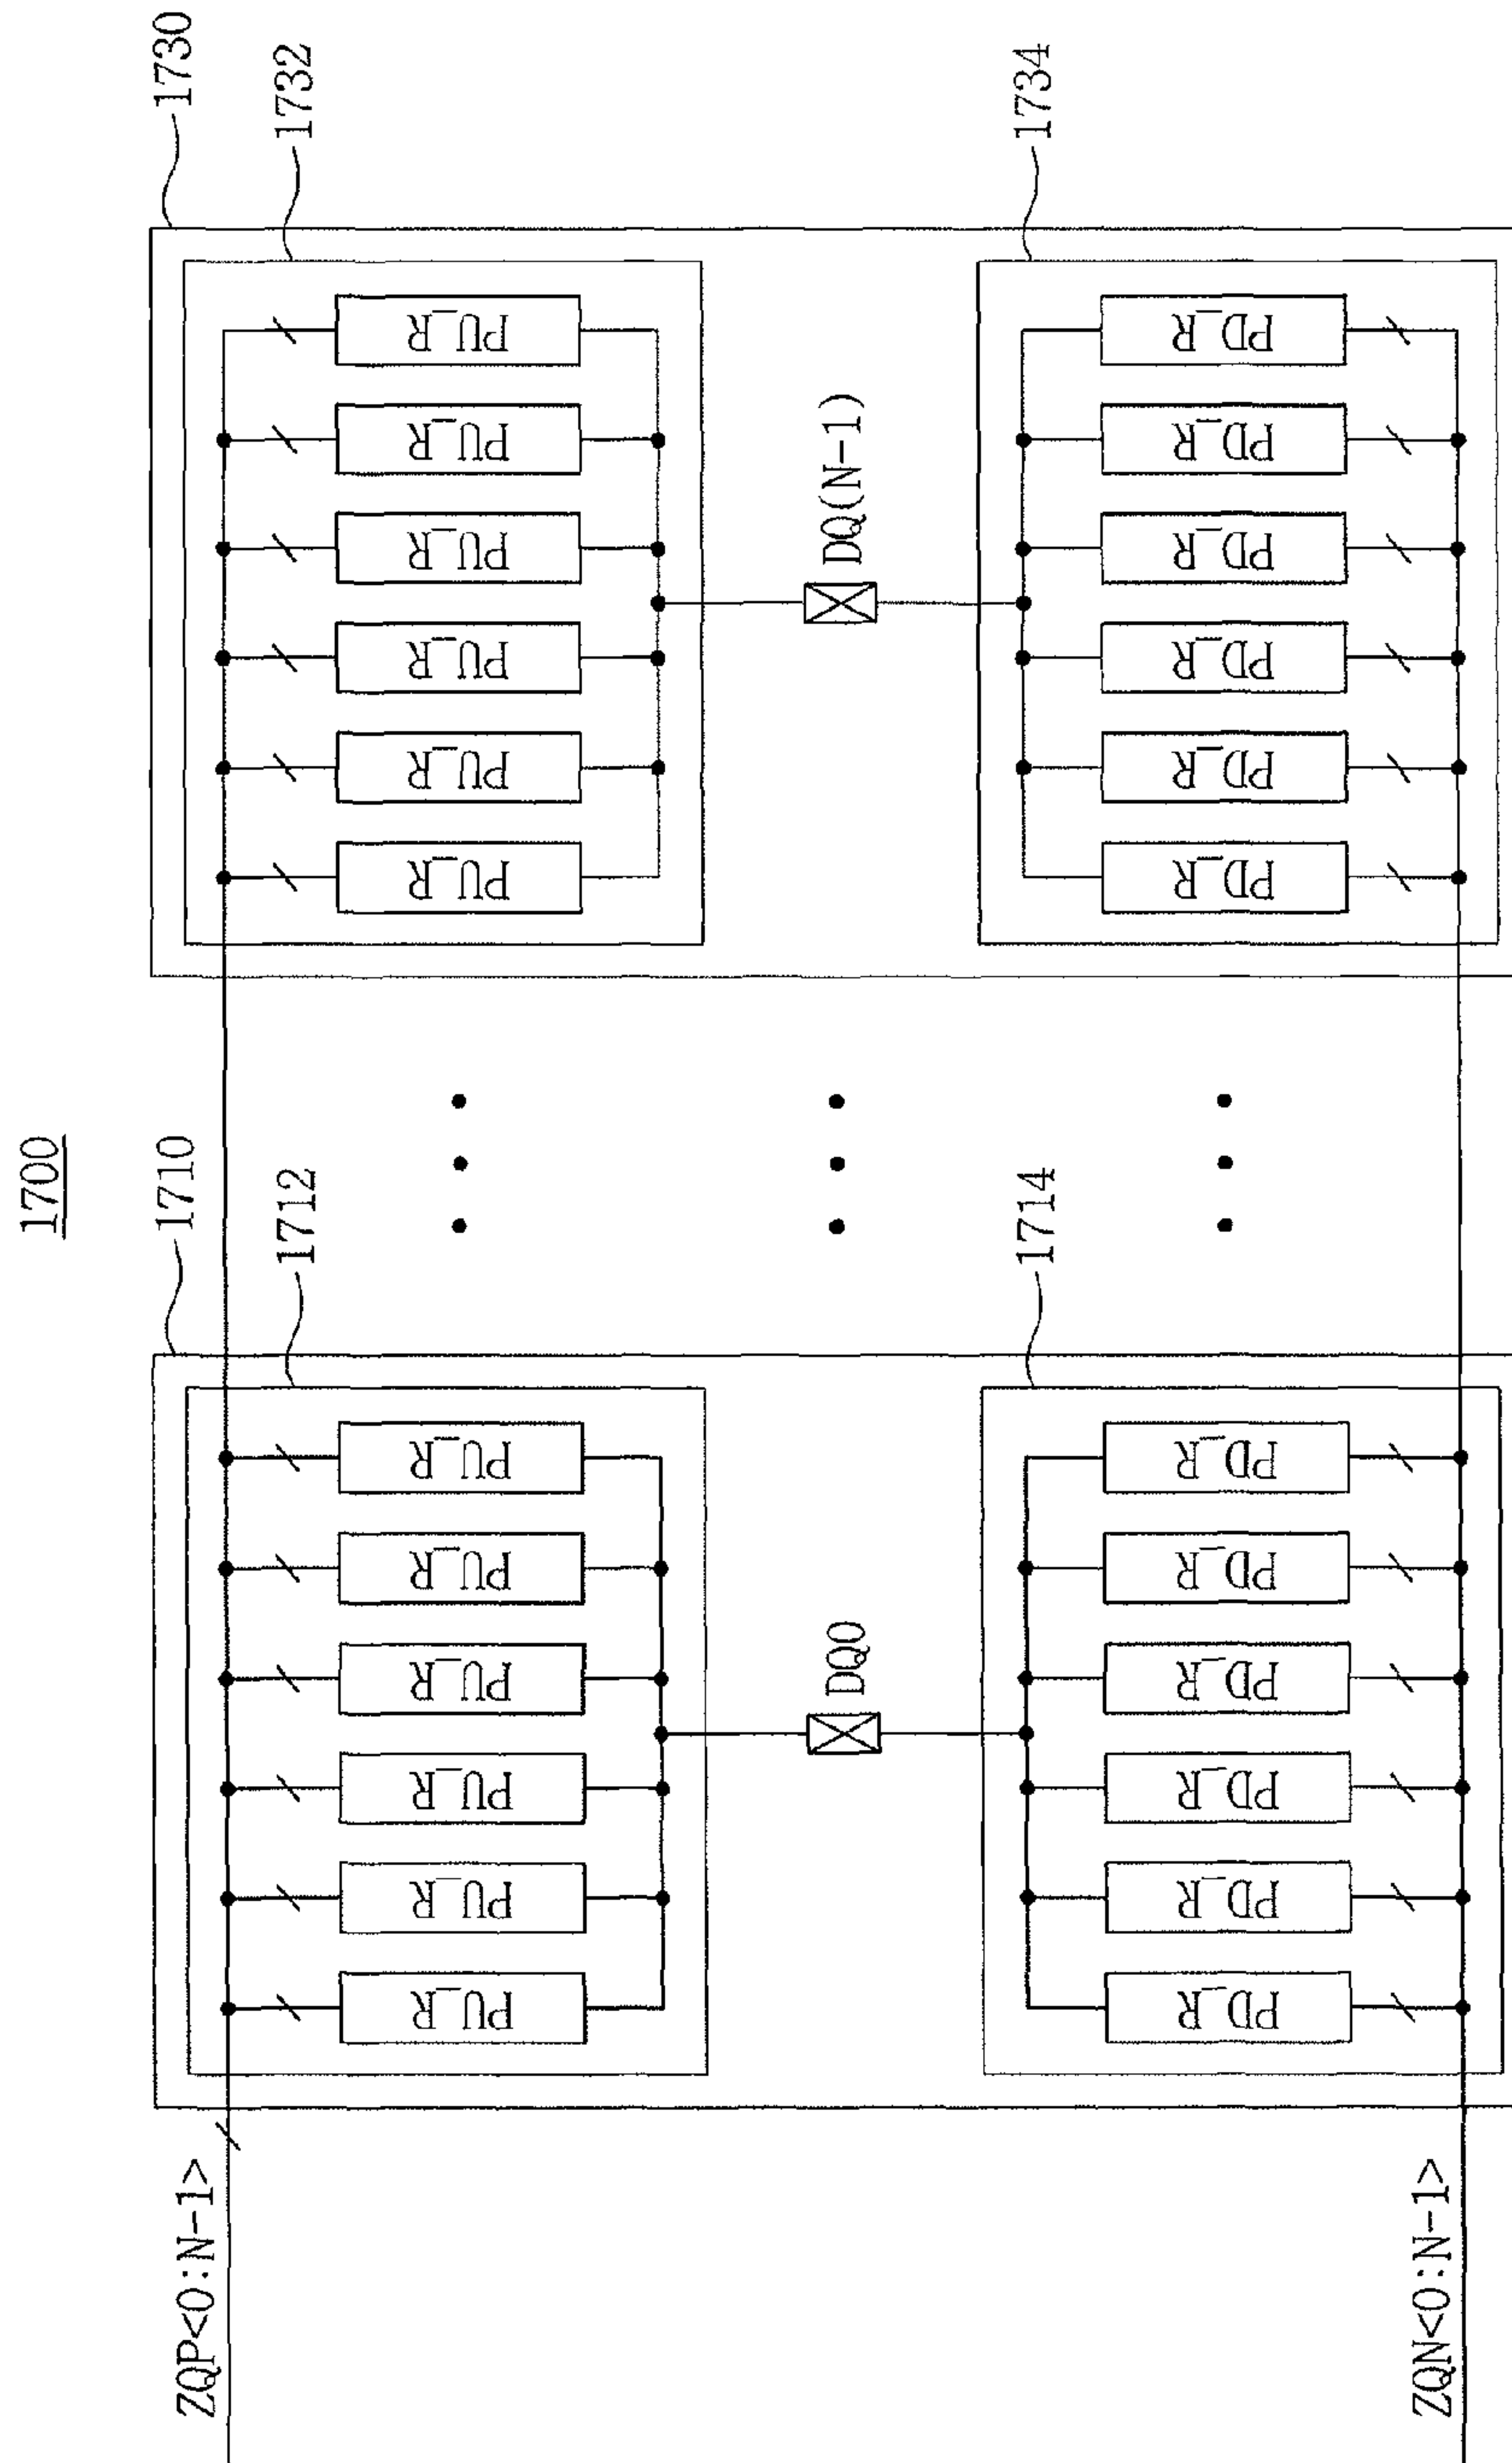 1700
1710
1730
1712
1732
ZQP<0:N-1>
PU_R
PU_R
PU_R
PU_R
PU_R
PU_R
PU_R
PU_R
PU_R
PU_R
PU_R
PU_R
DQ0
DQ(N-1)
1714
1734
PD_R
PD_R
PD_R
PD_R
PD_R
PD_R
PD_R
PD_R
PD_R
PD_R
PD_R
PD_R
ZQN<0:N-1>